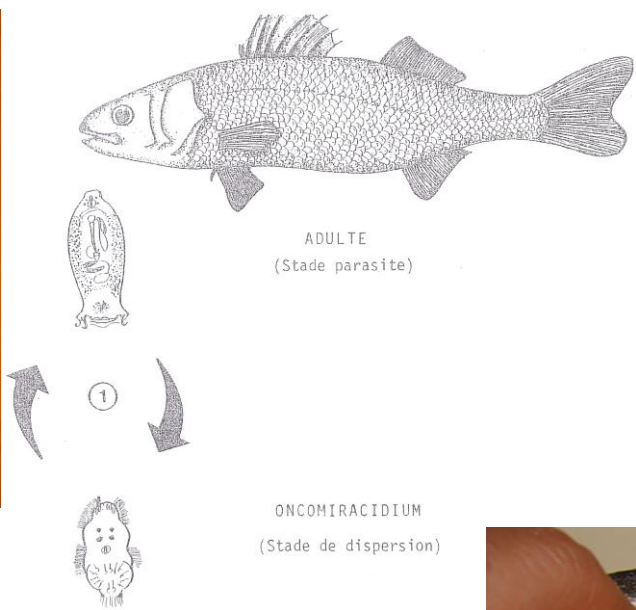 ADULTE
(Stade parasite)
1
ONCOMIRACIDIUM
(Stade de dispersion)